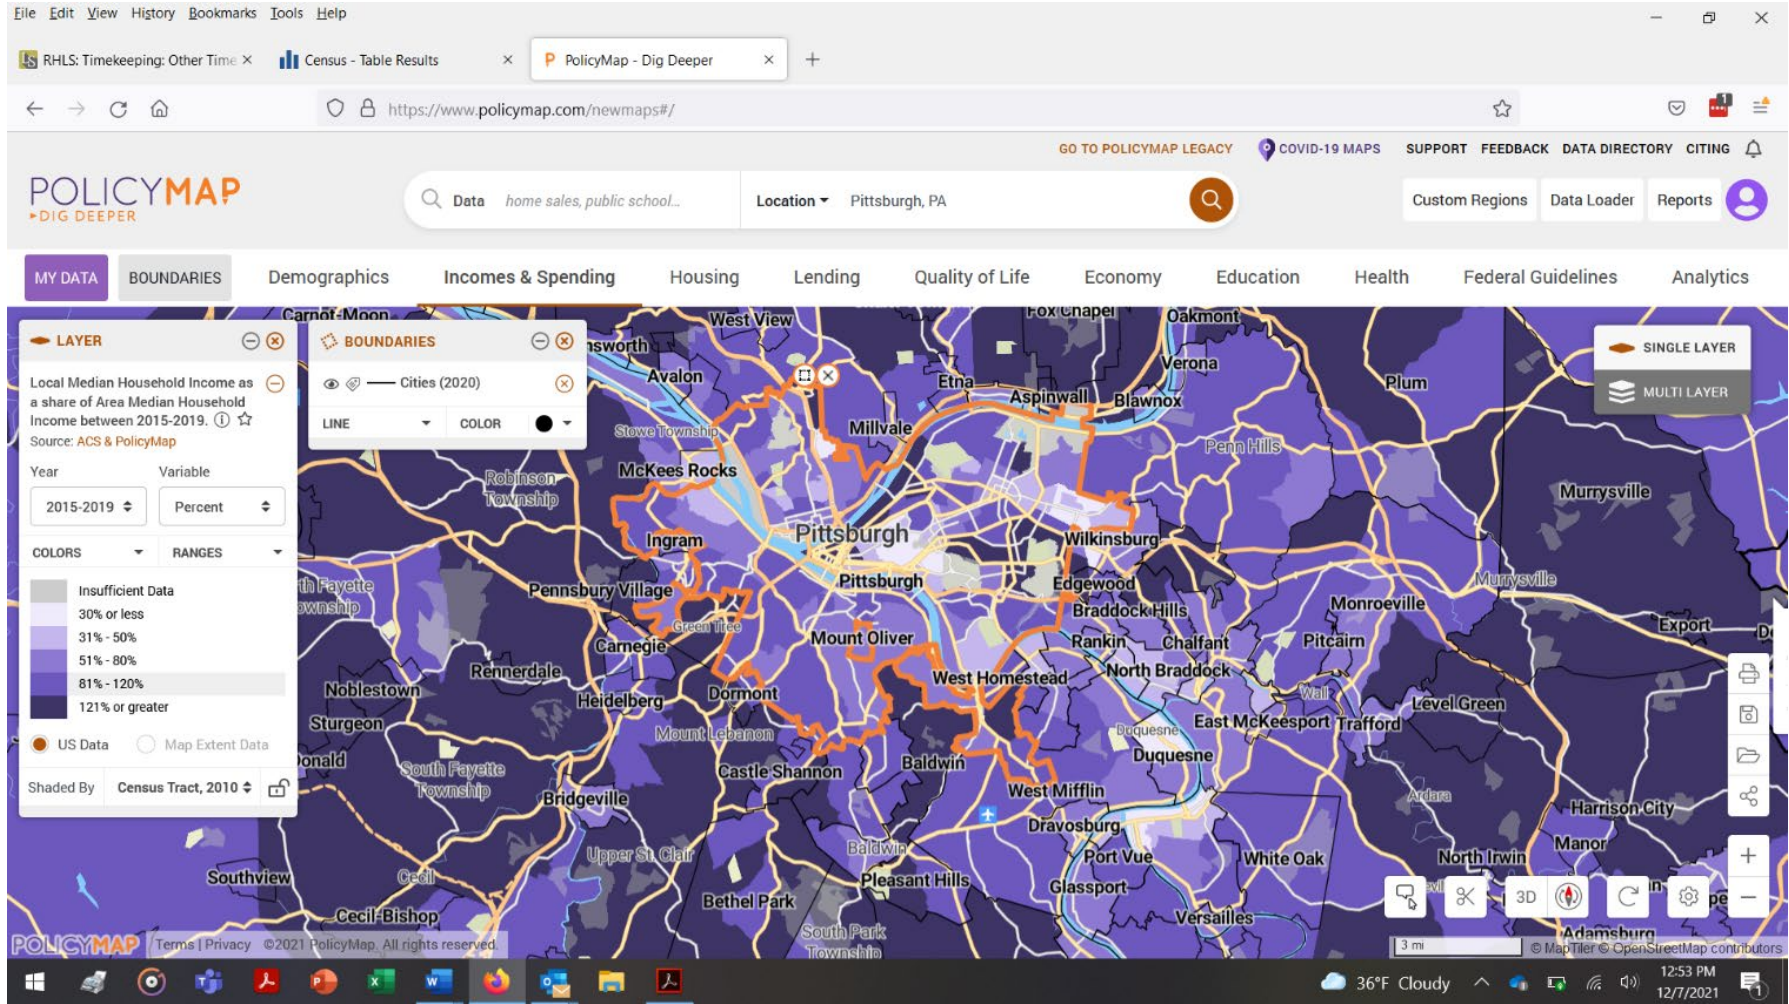 File Edit View History Bookmarks Tools Help
RHLS: Timekeeping: Other Time
Census - Table Results
PolicyMap - Dig Deeper
https://www.policymap.com/newmaps#/
1
GO TO POLICYMAP LEGACY
COVID-19 MAPS
SUPPORT FEEDBACK DATA DIRECTORY CITING
POLICYMAP
DIG DEEPER
Data home sales, public school...
Location Pittsburgh, PA
Custom Regions Data Loader Reports
MY DATA BOUNDARIES Demographics Incomes & Spending Housing Lending Quality of Life Economy Education Health Federal Guidelines Analytics
LAYER
Local Median Household Income as
a share of Area Median Household
Income between 2015-2019.
Source: ACS & PolicyMap
Year Variable
2015-2019 Percent
COLORS RANGES
Insufficient Data
30% or less
31% - 50%
51% - 80%
81% - 120%
121% or greater
US Data Map Extent Data
Shaded By Census Tract, 2010
BOUNDARIES
Cities (2020)
LINE COLOR
SINGLE LAYER
MULTI LAYER
Carnot-Moon
West View
Fox Chapel
Oakmont
Verona
Avalon
Etna
Aspinwall
Blawnox
Plum
Stowe Township
Millvale
Penn Hills
McKees Rocks
Robinson
Township
Murrysville
Pittsburgh
Ingram
Wilkinsburg
Pittsburgh
Edgewood
Murrysville
Pennsbury Village
Braddock Hills
Monroeville
Green Tree
Mount Oliver
Rankin
Chalfant
Pitcairn
Export
Carnegie
Rennerdale
West Homestead
North Braddock
Noblestown
Heidelberg
Dormont
Wall
Level Green
Sturgeon
Mount Lebanon
Duquesne
East McKeesport
Trafford
Duquesne
South Fayette
Township
Castle Shannon
Baldwin
Bridgeville
West Mifflin
Ardara
Harrison City
Dravosburg
Upper St. Clair
Baldwin
Port Vue
White Oak
North Irwin
Manor
Southview
Cecil
Pleasant Hills
Glassport
Bethel Park
Cecil-Bishop
Versailles
South Park
Township
Adamsburg
3D
POLICYMAP Terms | Privacy ©2021 PolicyMap. All rights reserved.
3 mi
© MapTiler © OpenStreetMap contributors
36°F Cloudy
12:53 PM
12/7/2021
1